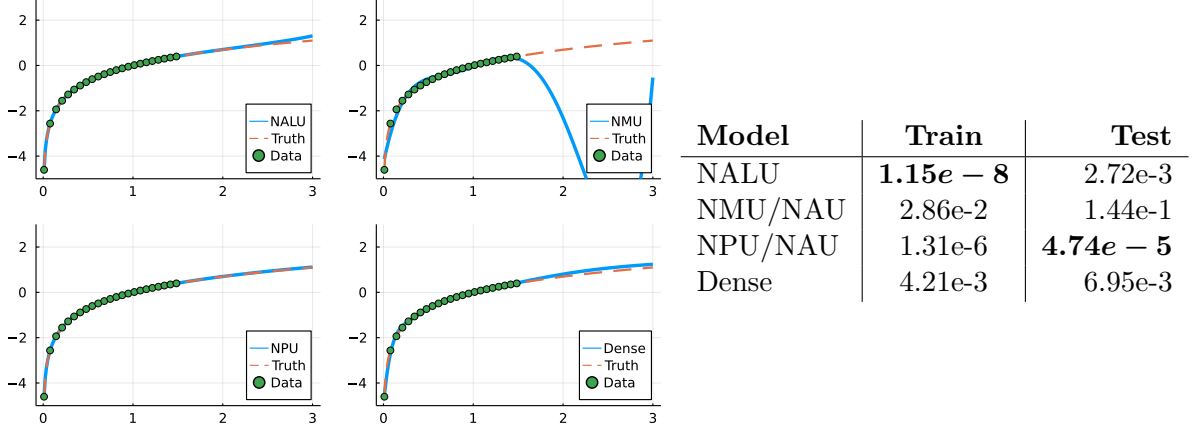 2
0
−2
−4
NALU
Truth
Data
0 1 2 3
2
0
−2
−4
NMU
Truth
Data
0 1 2 3
2
0
−2
−4
NPU
Truth
Data
0 1 2 3
2
0
−2
−4
Dense
Truth
Data
0 1 2 3
Model Train Test
NALU 1.15e − 8 2.72e-3
NMU/NAU 2.86e-2 1.44e-1
NPU/NAU 1.31e-6 4.74e − 5
Dense 4.21e-3 6.95e-3